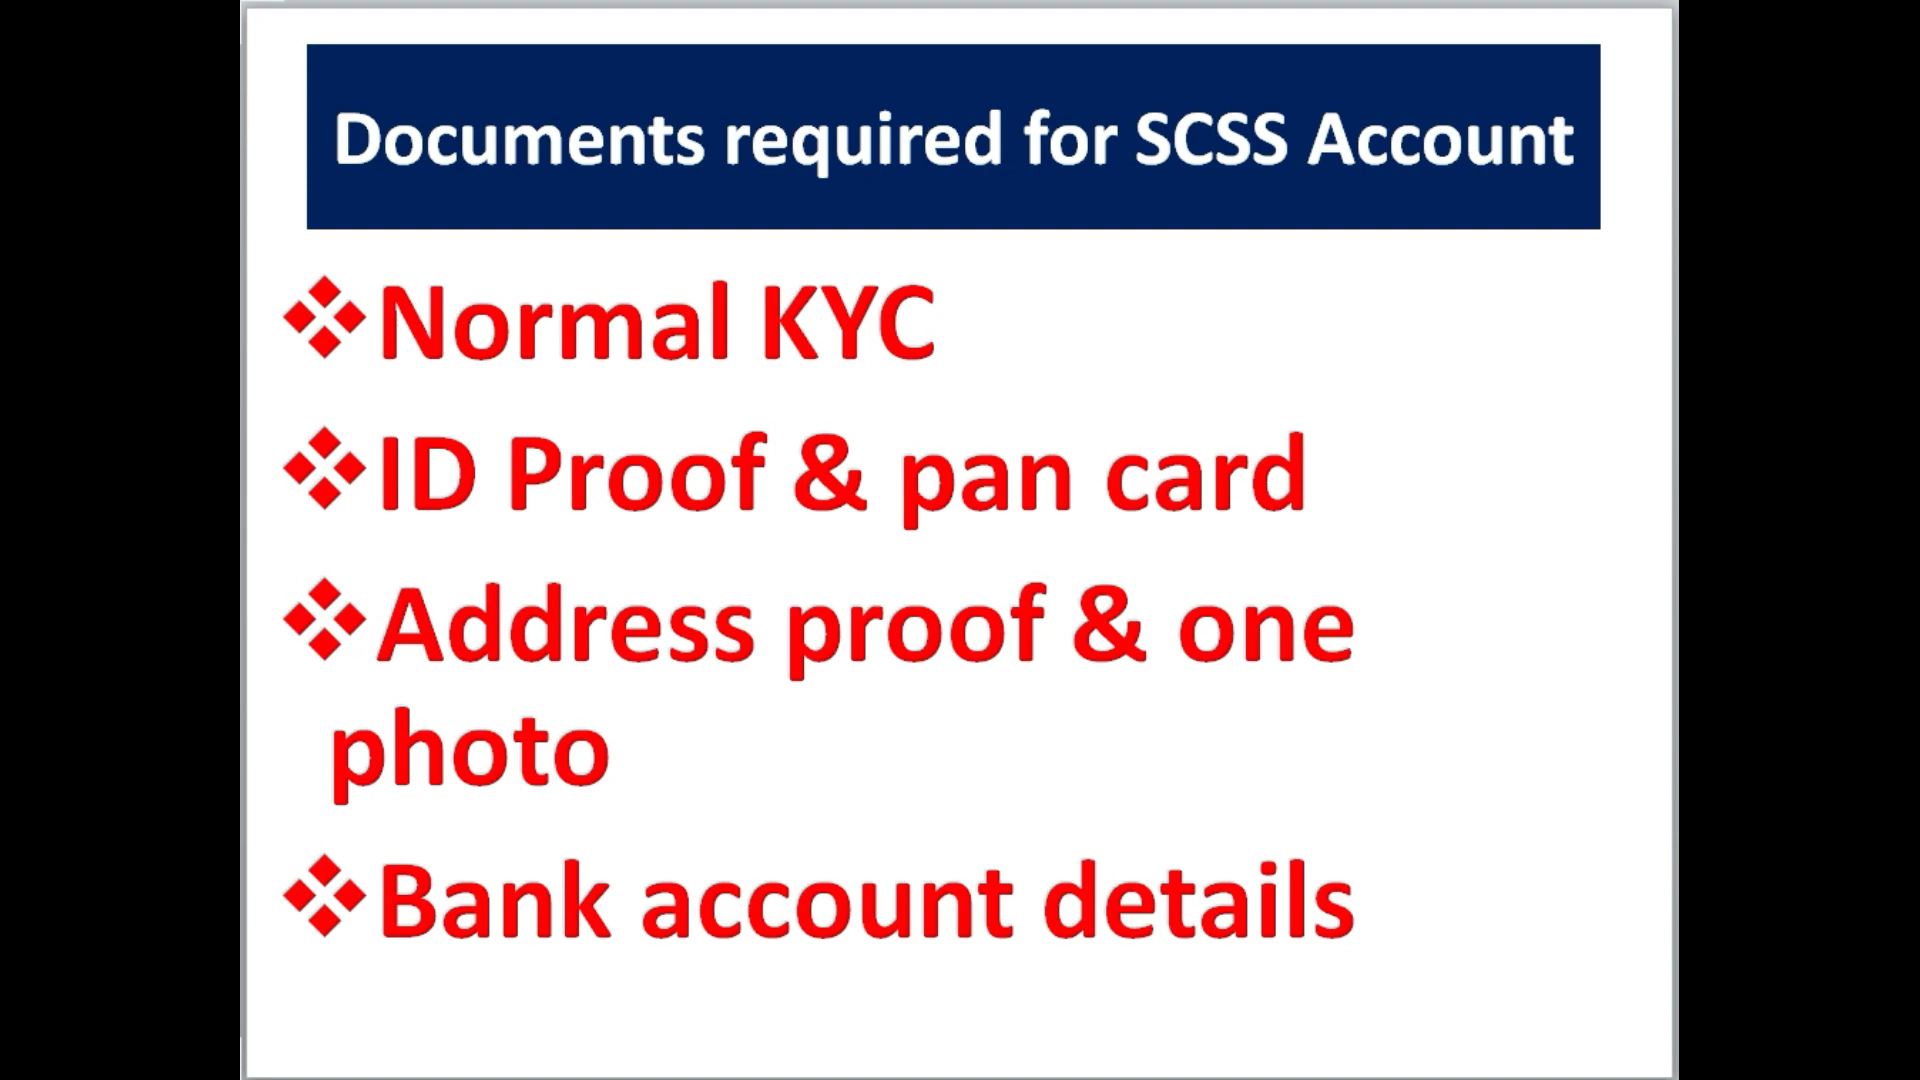 Documents required for SCSS Account
❖Normal KYC
❖ID Proof & pan card
❖Address proof & one
photo
❖Bank account details